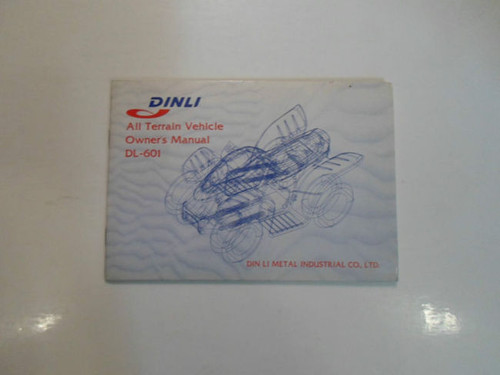 DINLI
All Terrain Vehicle
Owner's Manual
DL-601
DIN LI METAL INDUSTRIAL CO., LTD.